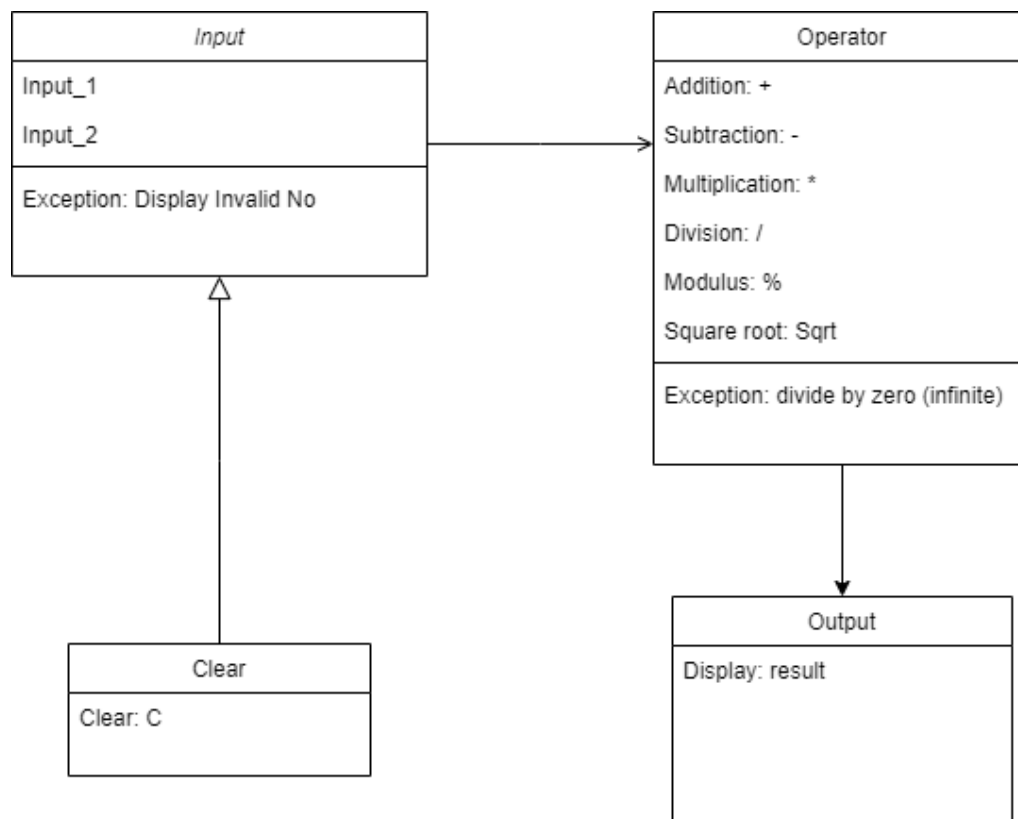 Input
Input_1
Input_2
Exception: Display Invalid No
Operator
Addition: +
Subtraction: -
Multiplication: *
Division: /
Modulus: %
Square root: Sqrt
Exception: divide by zero (infinite)
Clear
Clear: C
Output
Display: result